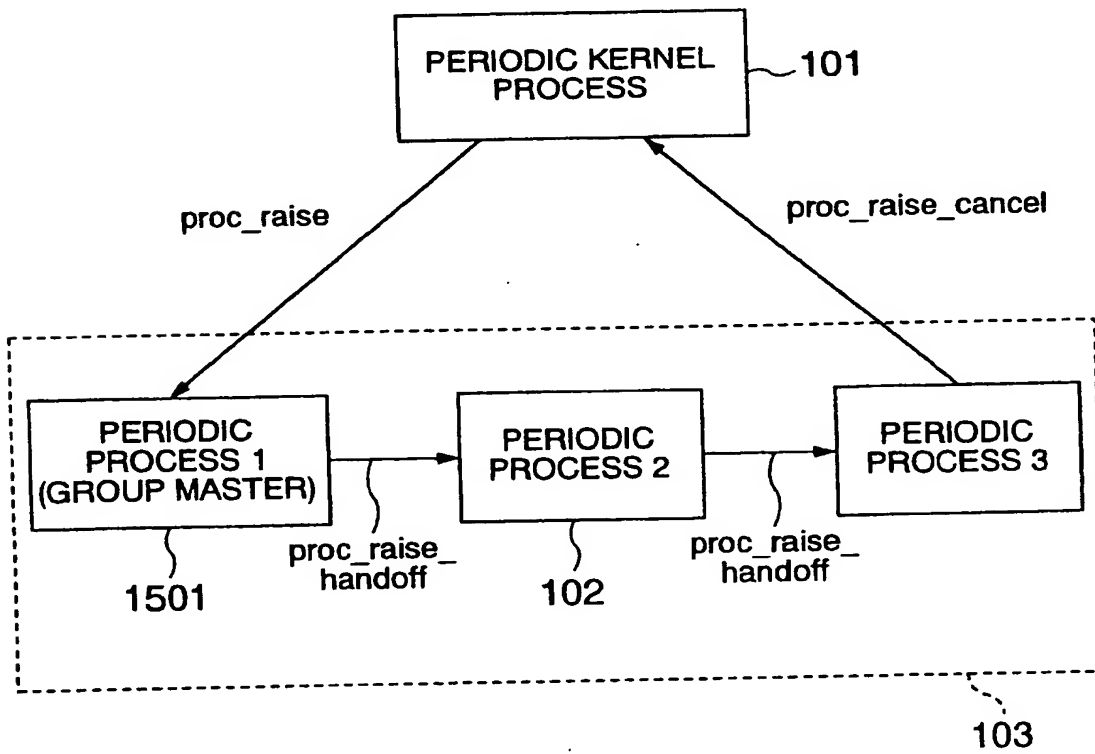 PERIODIC KERNEL
PROCESS
101
proc_raise
proc_raise_cancel
PERIODIC
PROCESS 1
(GROUP MASTER)
PERIODIC
PROCESS 2
PERIODIC
PROCESS 3
proc_raise_
handoff
proc_raise_
handoff
1501
102
103